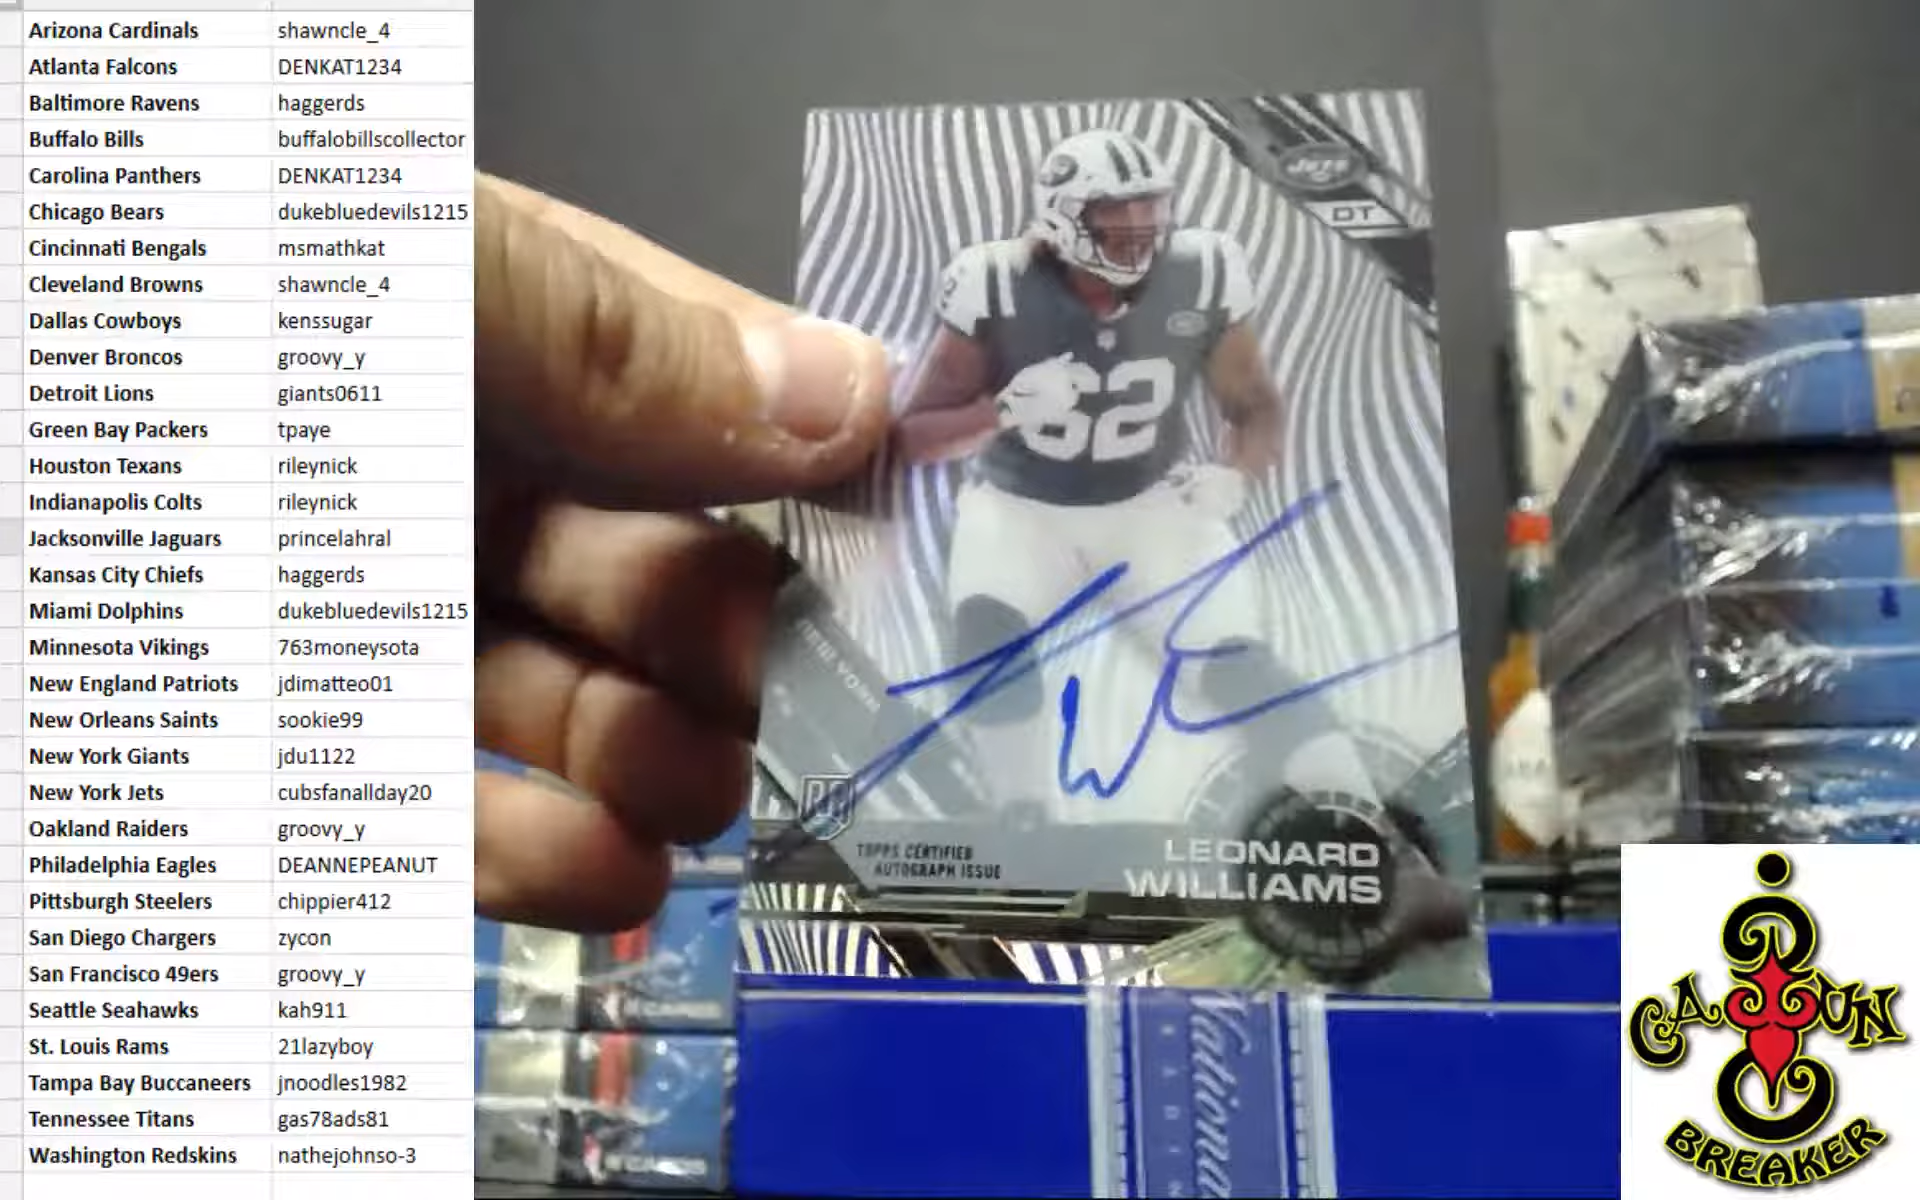 Arizona Cardinals shawncle_4
Atlanta Falcons DENKAT1234
Baltimore Ravens haggerds
Buffalo Bills buffalobillscollector
Carolina Panthers DENKAT1234
Chicago Bears dukebluedevils1215
Cincinnati Bengals msmathkat
Cleveland Browns shawncle_4
Dallas Cowboys kenssugar
Denver Broncos groovy_y
Detroit Lions giants0611
Green Bay Packers tpaye
Houston Texans rileynick
Indianapolis Colts rileynick
Jacksonville Jaguars princelahral
Kansas City Chiefs haggerds
Miami Dolphins dukebluedevils1215
Minnesota Vikings 763moneysota
New England Patriots jdimatteo01
New Orleans Saints sookie99
New York Giants jdu1122
New York Jets cubsfanallday20
Oakland Raiders groovy_y
Philadelphia Eagles DEANNEPEANUT
Pittsburgh Steelers chippier412
San Diego Chargers zycon
San Francisco 49ers groovy_y
Seattle Seahawks kah911
St. Louis Rams 21lazyboy
Tampa Bay Buccaneers jnoodles1982
Tennessee Titans gas78ads81
Washington Redskins nathejohnso-3
JETS
DT
62
NEW YORK
TOPPS CERTIFIED
AUTOGRAPH ISSUE
LEONARD
WILLIAMS
CAJUN
BREAKER